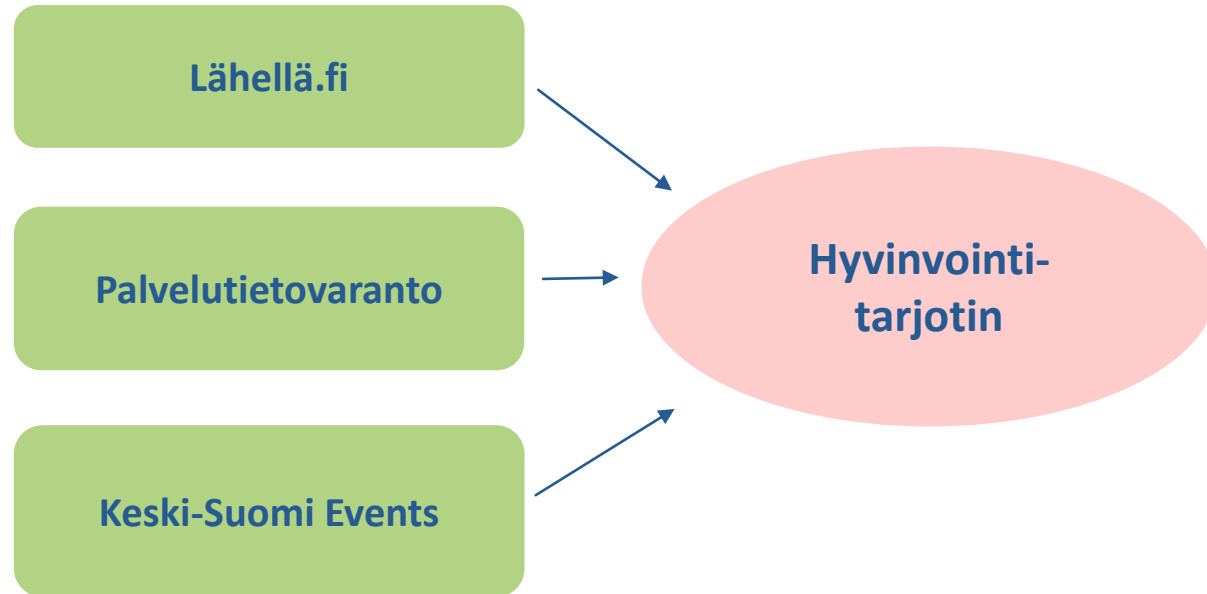 Lähellä.fi
Palvelutietovaranto
Keski-Suomi Events
Hyvinvointi-
tarjotin